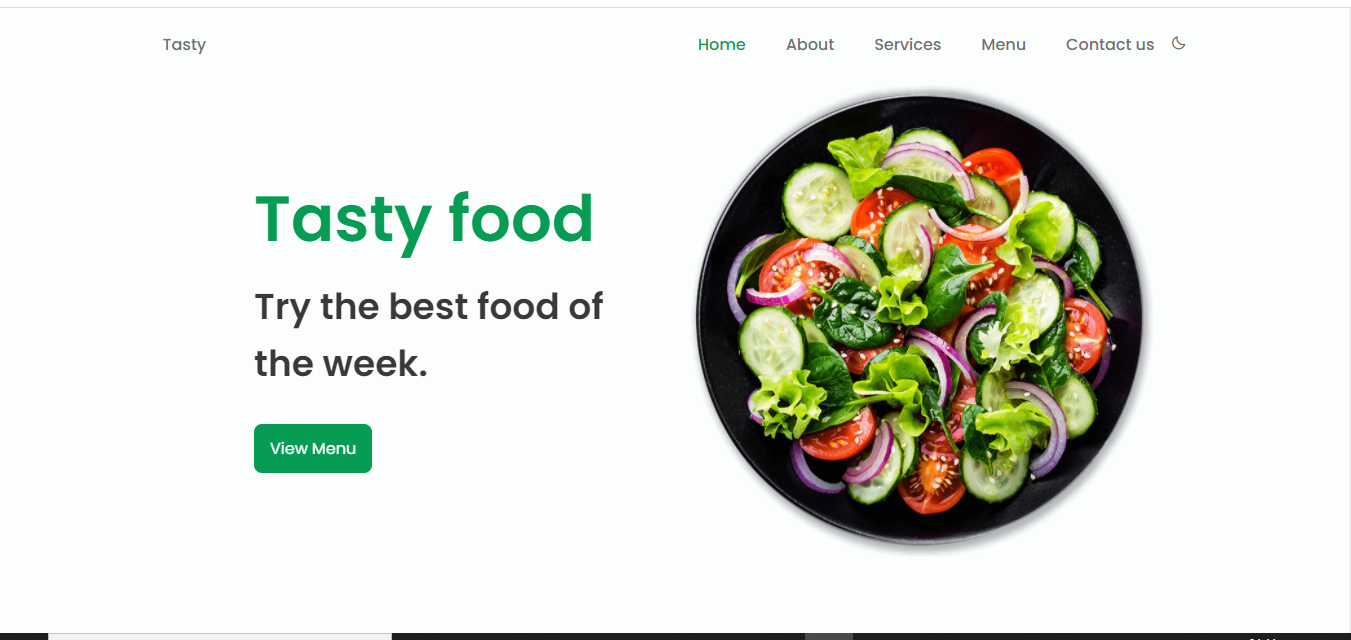 Tasty
Home About Services Menu Contact us
Tasty food
Try the best food of
the week.
View Menu